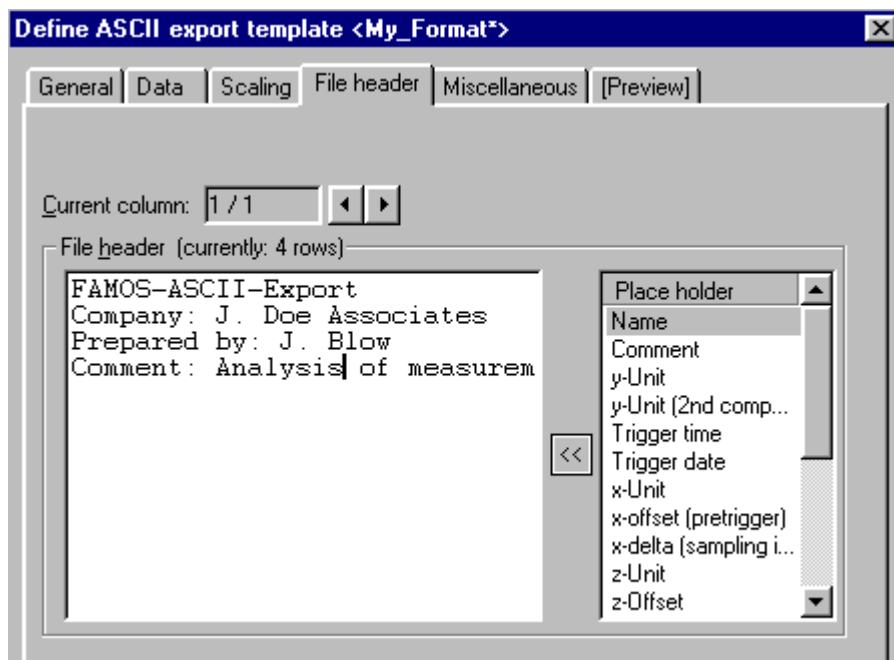 Define ASCII export template <My_Format*>
General Data Scaling File header Miscellaneous [Preview]
Current column: 1 / 1
File header (currently: 4 rows)
FAMOS-ASCII-Export
Company: J. Doe Associates
Prepared by: J. Blow
Comment: Analysis of measurem
<<
Place holder
Name
Comment
y-Unit
y-Unit (2nd comp...
Trigger time
Trigger date
x-Unit
x-offset (pretrigger)
x-delta (sampling i...
z-Unit
z-Offset